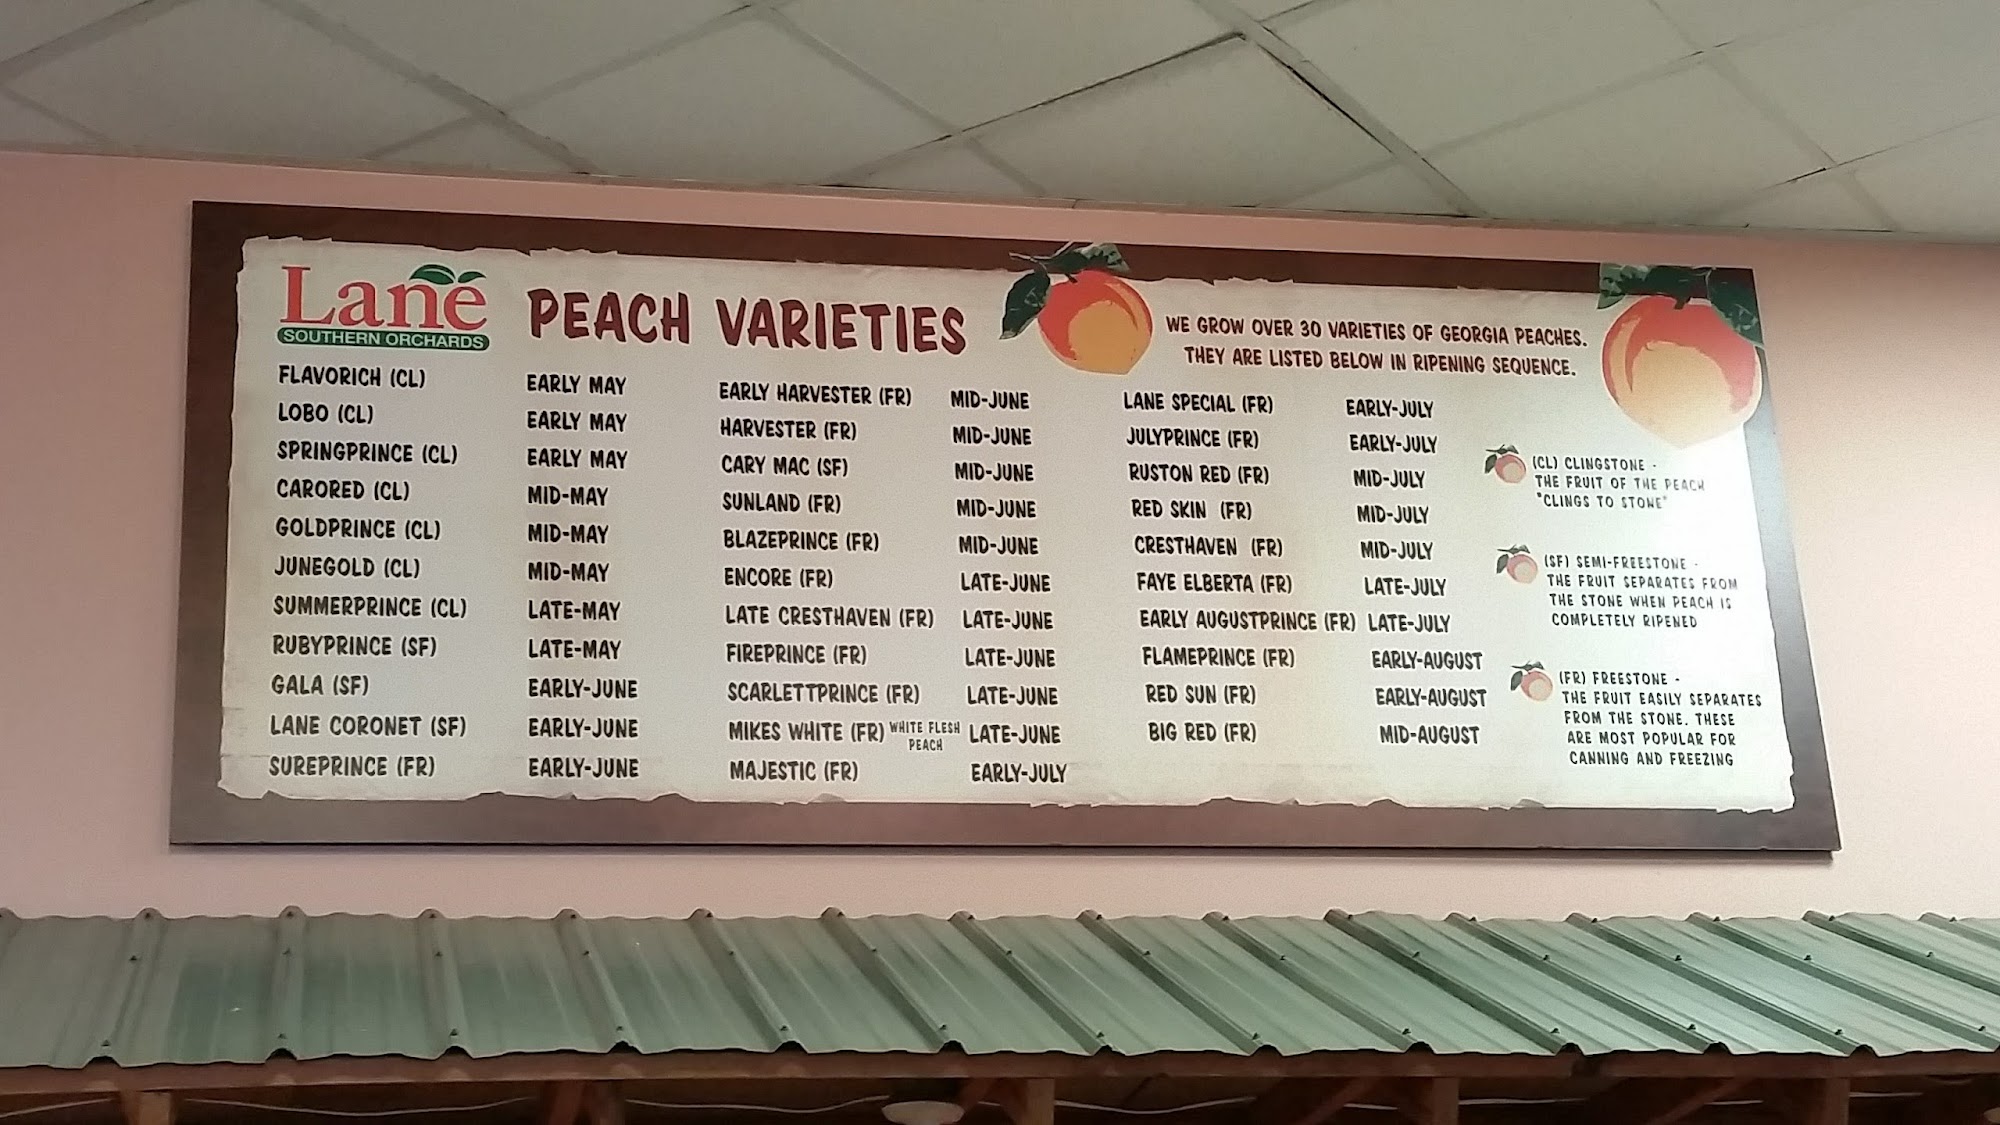 Lane
SOUTHERN ORCHARDS
PEACH VARIETIES
WE GROW OVER 30 VARIETIES OF GEORGIA PEACHES.
THEY ARE LISTED BELOW IN RIPENING SEQUENCE.
FLAVORICH (CL) EARLY MAY
LOBO (CL) EARLY MAY
SPRINGPRINCE (CL) EARLY MAY
CARORED (CL) MID-MAY
GOLDPRINCE (CL) MID-MAY
JUNEGOLD (CL) MID-MAY
SUMMERPRINCE (CL) LATE-MAY
RUBYPRINCE (SF) LATE-MAY
GALA (SF) EARLY-JUNE
LANE CORONET (SF) EARLY-JUNE
SUREPRINCE (FR) EARLY-JUNE
EARLY HARVESTER (FR) MID-JUNE
HARVESTER (FR) MID-JUNE
CARY MAC (SF) MID-JUNE
SUNLAND (FR) MID-JUNE
BLAZEPRINCE (FR) MID-JUNE
ENCORE (FR) LATE-JUNE
LATE CRESTHAVEN (FR) LATE-JUNE
FIREPRINCE (FR) LATE-JUNE
SCARLETTPRINCE (FR) LATE-JUNE
MIKES WHITE (FR) WHITE FLESH PEACH LATE-JUNE
MAJESTIC (FR) EARLY-JULY
LANE SPECIAL (FR) EARLY-JULY
JULYPRINCE (FR) EARLY-JULY
RUSTON RED (FR) MID-JULY
RED SKIN (FR) MID-JULY
CRESTHAVEN (FR) MID-JULY
FAYE ELBERTA (FR) LATE-JULY
EARLY AUGUSTPRINCE (FR) LATE-JULY
FLAMEPRINCE (FR) EARLY-AUGUST
RED SUN (FR) EARLY-AUGUST
BIG RED (FR) MID-AUGUST
(CL) CLINGSTONE -
THE FRUIT OF THE PEACH
"CLINGS TO STONE"
(SF) SEMI-FREESTONE -
THE FRUIT SEPARATES FROM
THE STONE WHEN PEACH IS
COMPLETELY RIPENED
(FR) FREESTONE -
THE FRUIT EASILY SEPARATES
FROM THE STONE. THESE
ARE MOST POPULAR FOR
CANNING AND FREEZING